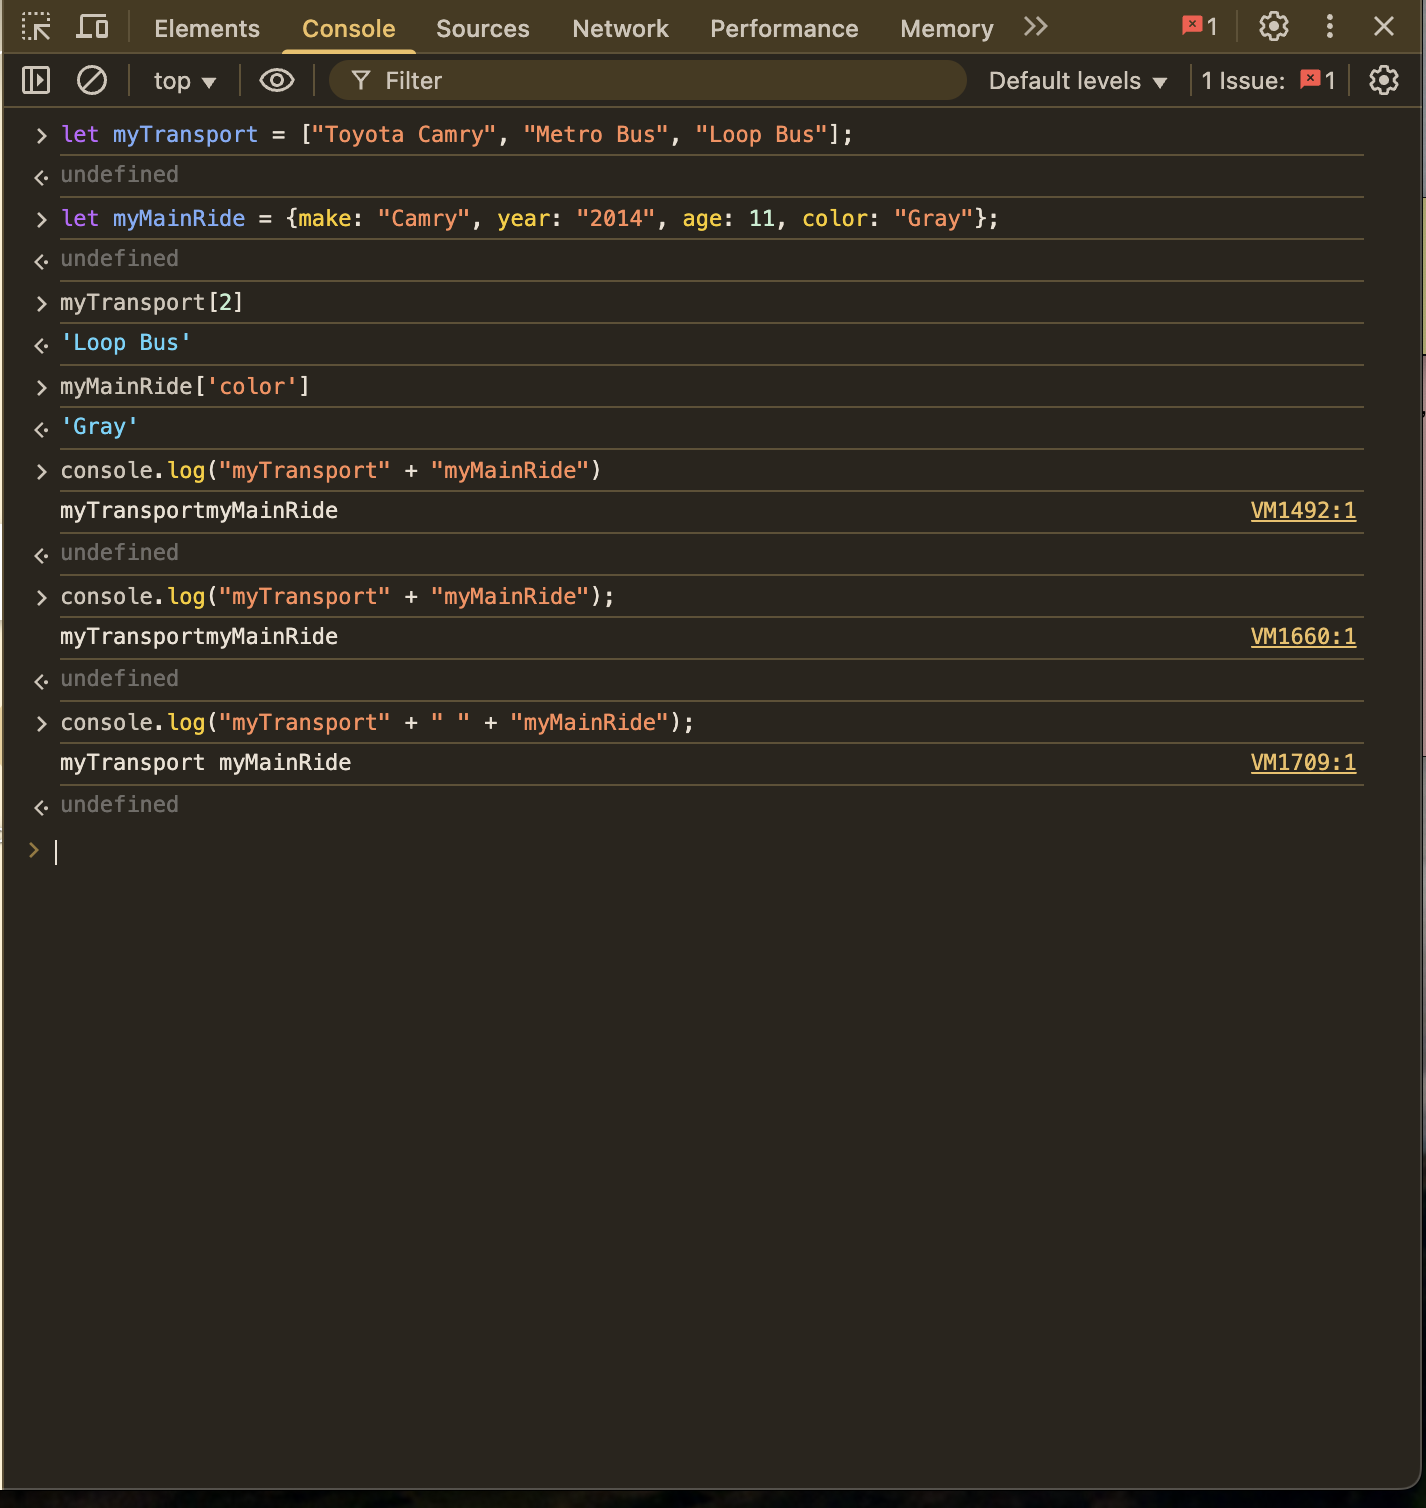 Elements Console Sources Network Performance Memory 1
top Filter Default levels 1 Issue: 1
let myTransport = ["Toyota Camry", "Metro Bus", "Loop Bus"];
undefined
let myMainRide = {make: "Camry", year: "2014", age: 11, color: "Gray"};
undefined
myTransport[2]
'Loop Bus'
myMainRide['color']
'Gray'
console.log("myTransport" + "myMainRide")
myTransportmyMainRide VM1492:1
undefined
console.log("myTransport" + "myMainRide");
myTransportmyMainRide VM1660:1
undefined
console.log("myTransport" + " " + "myMainRide");
myTransport myMainRide VM1709:1
undefined